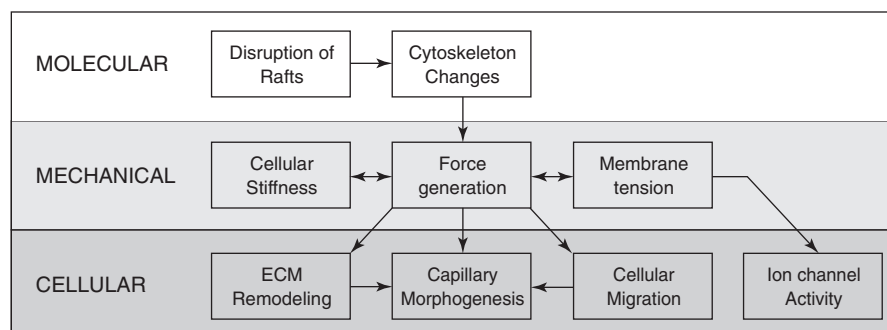 MOLECULAR
Disruption of
Rafts
Cytoskeleton
Changes
MECHANICAL
Cellular
Stiffness
Force
generation
Membrane
tension
CELLULAR
ECM
Remodeling
Capillary
Morphogenesis
Cellular
Migration
Ion channel
Activity